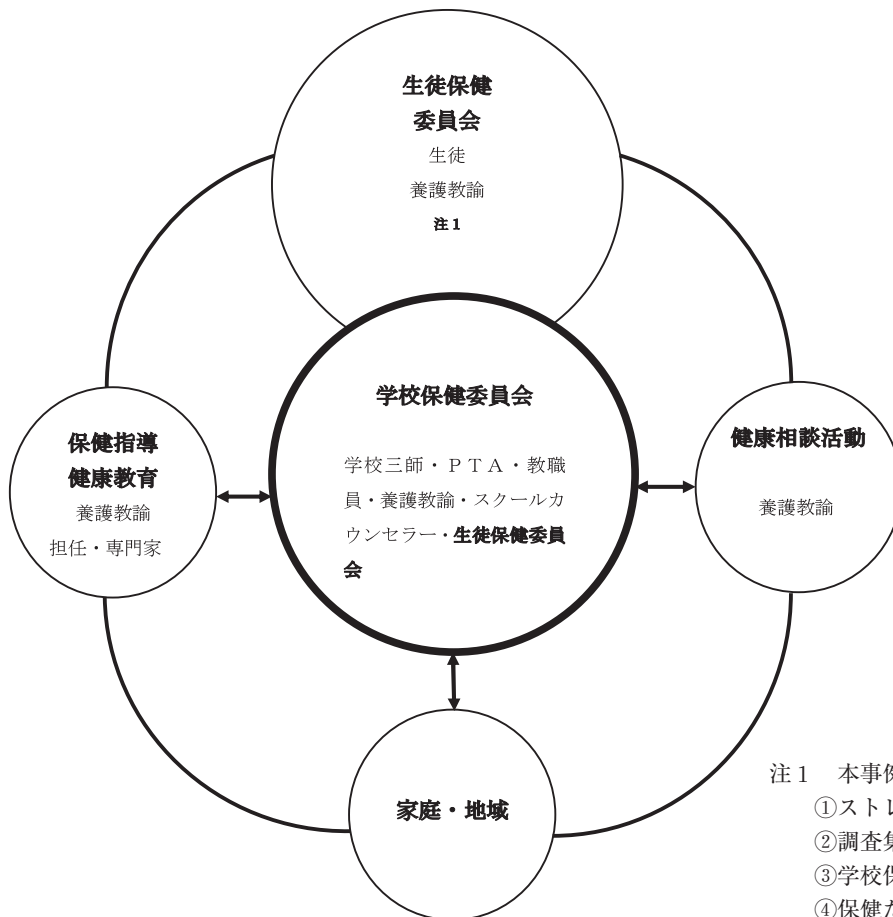 生徒保健
委員会
生徒
養護教諭
注1
学校保健委員会
学校三師・ＰＴＡ・教職
員・養護教諭・スクールカ
ウンセラー・生徒保健委員
会
保健指導
健康教育
養護教諭
担任・専門家
健康相談活動
養護教諭
家庭・地域
注1　本事
①スト
②調査
③学校
④保健